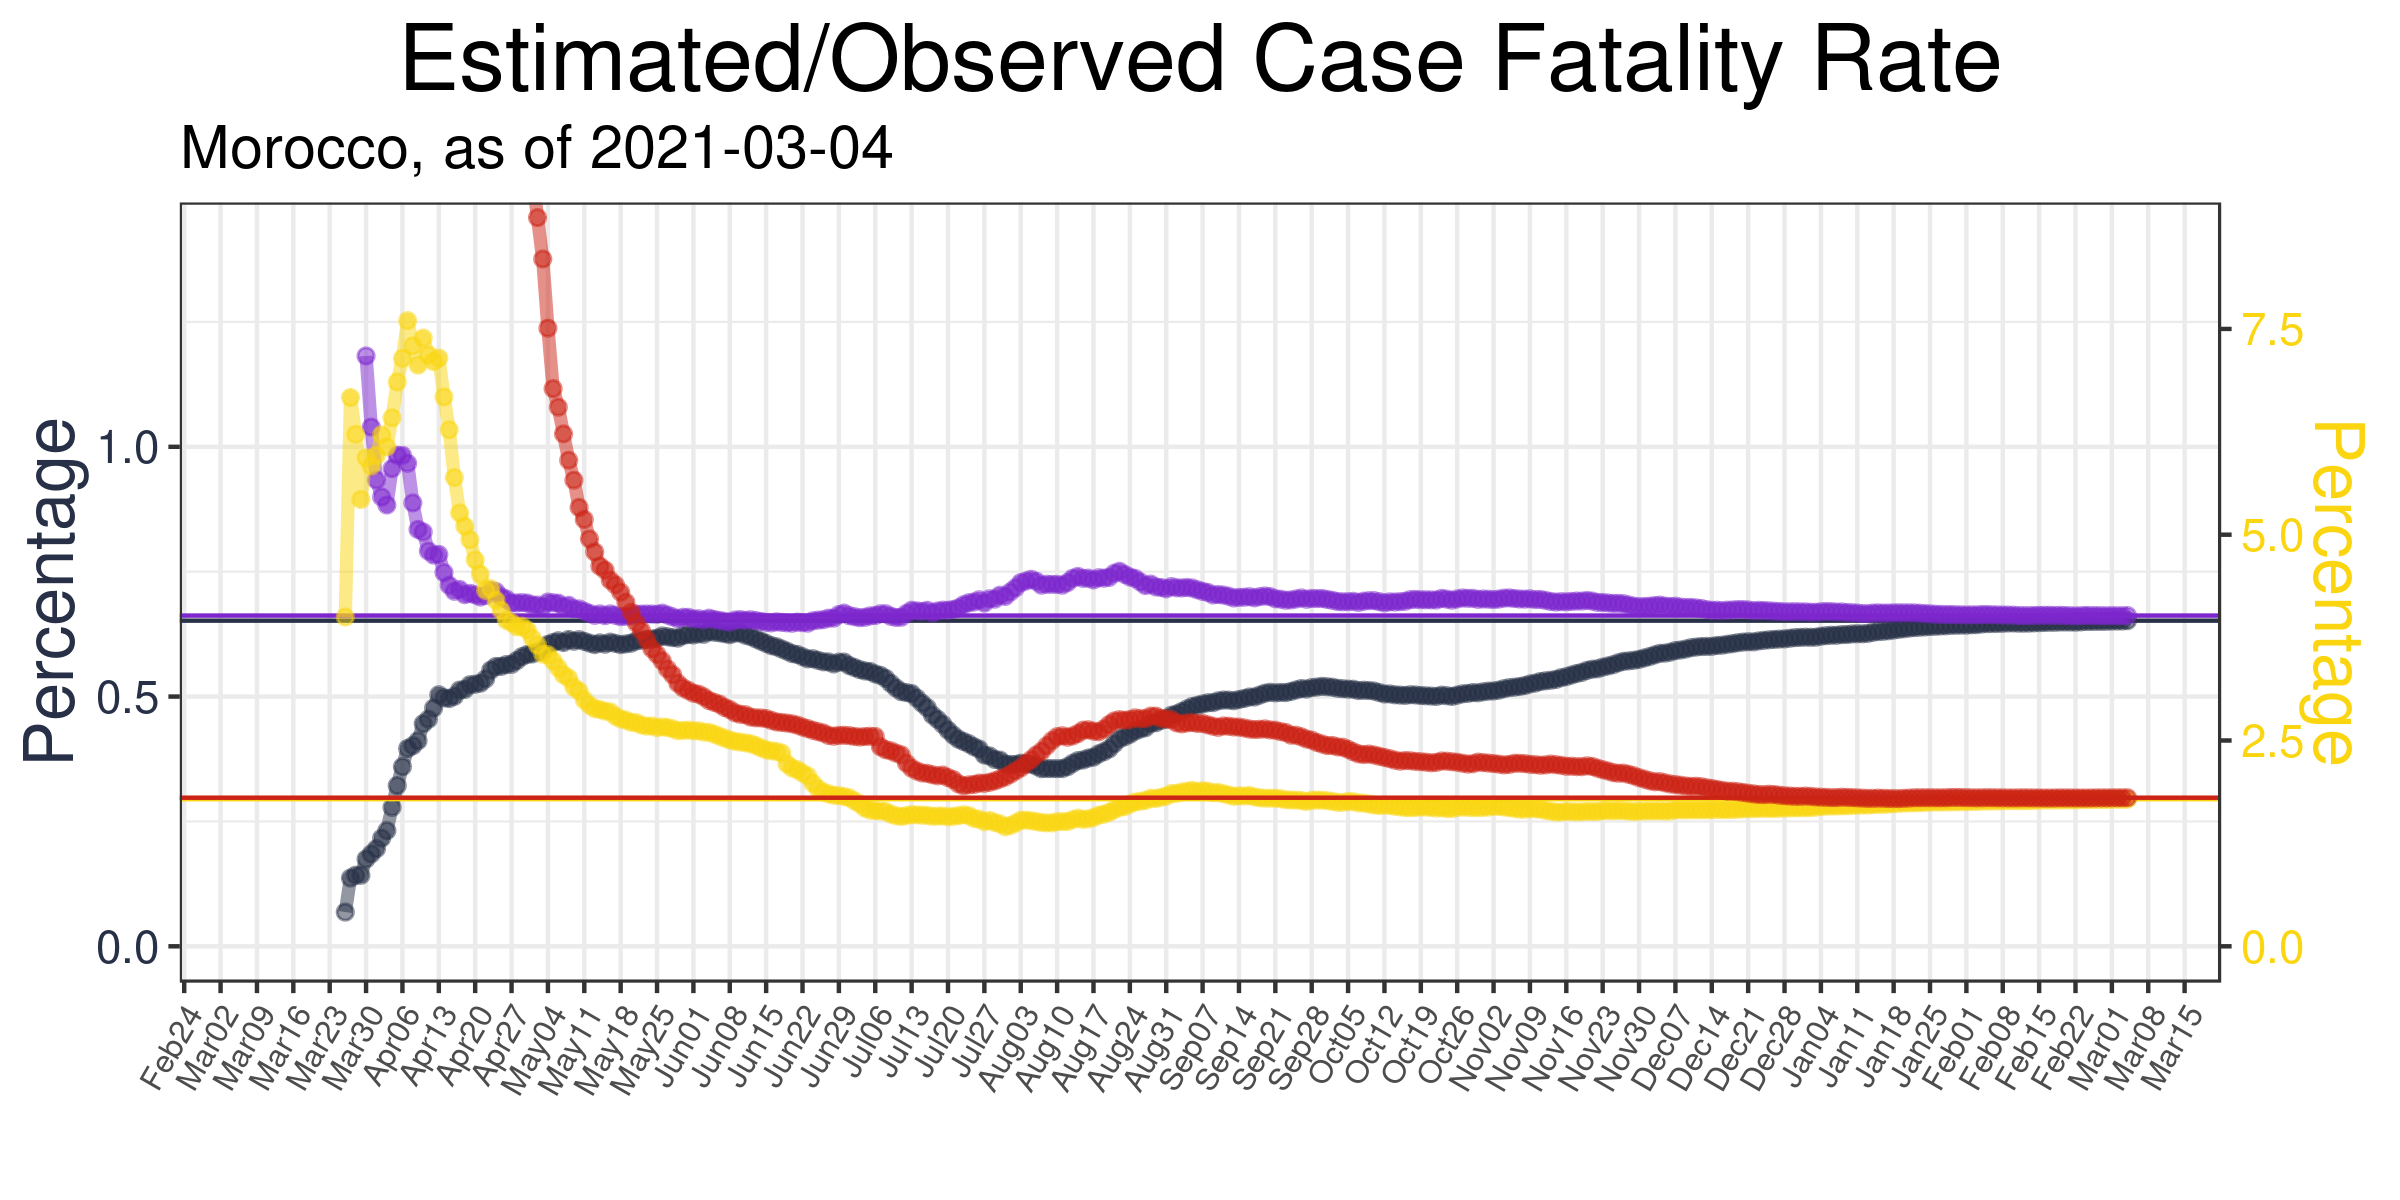 Estimated/Observed Case Fatality Rate
Morocco, as of 2021-03-04
Percentage
1.0
0.5
0.0
7.5
5.0
2.5
0.0
Percentage
Feb24
Mar02
Mar09
Mar16
Mar23
Mar30
Apr06
Apr13
Apr20
Apr27
May04
May11
May18
May25
Jun01
Jun08
Jun15
Jun22
Jun29
Jul06
Jul13
Jul20
Jul27
Aug03
Aug10
Aug17
Aug24
Aug31
Sep07
Sep14
Sep21
Sep28
Oct05
Oct12
Oct19
Oct26
Nov02
Nov09
Nov16
Nov23
Nov30
Dec07
Dec14
Dec21
Dec28
Jan04
Jan11
Jan18
Jan25
Feb01
Feb08
Feb15
Feb22
Mar01
Mar08
Mar15